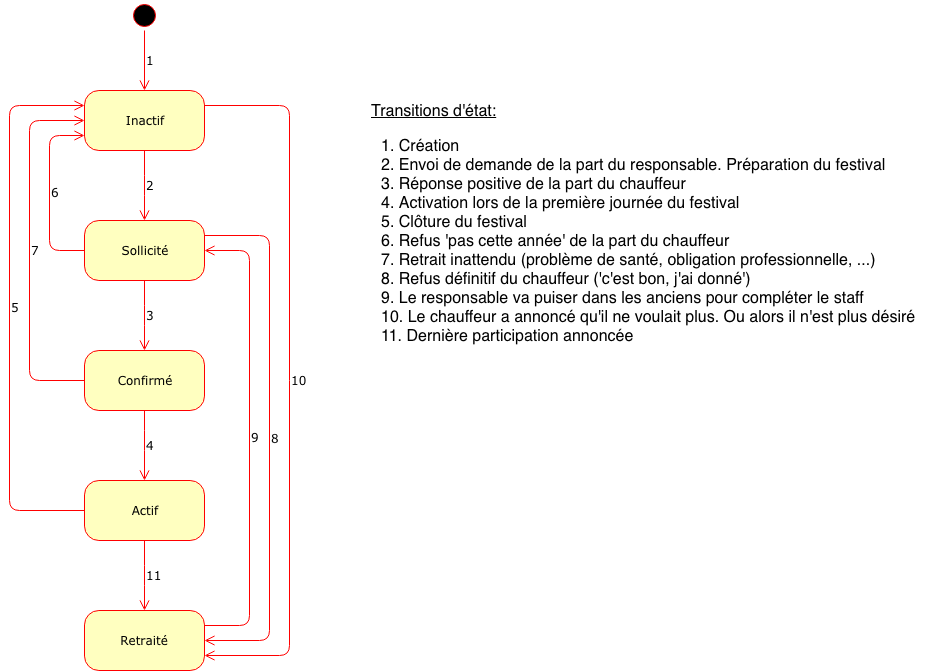 1
Inactif
2
6
Sollicité
7
5
3
10
Confirmé
9
8
4
Actif
11
Retraité
Transitions d'état:
1. Création
2. Envoi de demande de la part du responsable. Préparation du festival
3. Réponse positive de la part du chauffeur
4. Activation lors de la première journée du festival
5. Clôture du festival
6. Refus 'pas cette année' de la part du chauffeur
7. Retrait inattendu (problème de santé, obligation professionnelle, ...)
8. Refus définitif du chauffeur ('c'est bon, j'ai donné')
9. Le responsable va puiser dans les anciens pour compléter le staff
10. Le chauffeur a annoncé qu'il ne voulait plus. Ou alors il n'est plus désiré
11. Dernière participation annoncée